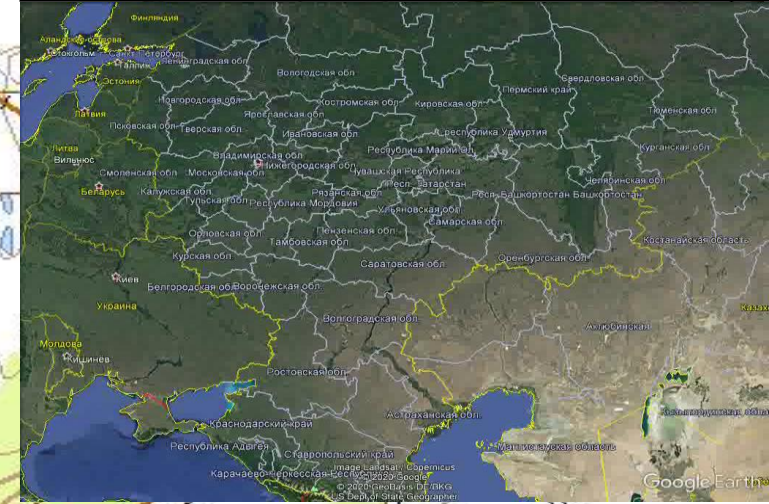 Финляндия
Аландские острова
Стокгольм
Санкт-Петербург
Таллин
Ленинградская обл.
Эстония
Вологодская обл.
Свердловская обл.
Пермский край
Новгородская обл.
Костромская обл.
Кировская обл.
Тюменская обл.
Латвия
Ярославская обл.
Псковская обл.
Тверская обл.
Ивановская обл.
республика Удмуртия
Литва
Владимирская обл.
Республика Марий Эл
Курганская обл.
Вильнюс
Нижегородская обл.
Смоленская обл.
Московская обл.
Чувашская Республика
Челябинская обл.
Беларусь
Калужская обл.
Рязанская обл.
Респ. Татарстан
Респ. Башкортостан Башкортостан
Тульская обл.
Республика Мордовия
Ульяновская обл.
Самарская обл.
Орловская обл.
Пензенская обл.
Тамбовская обл.
Костанайская область
Курская обл.
Саратовская обл.
Оренбургская обл.
Киев
Белгородская обл.
Воронежская обл.
Украина
Волгоградская обл.
Актюбинская
Молдова
Кишинев
Ростовская обл.
Астраханская обл.
Краснодарский край
Республика Адыгея
Мангистауская область
Ставропольский край
Карачаево-Черкесская
Image Landsat / Copernicus
© 2020 Google
© 2020 GeoBasis-DE/BKG
US Dept of State Geographer
Google Earth